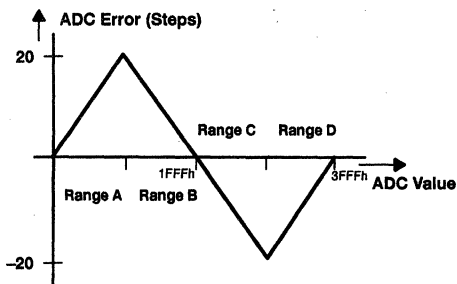 ADC Error (Steps)
20
Range C
Range D
1FFFh
3FFFh
ADC Value
Range A
Range B
–20